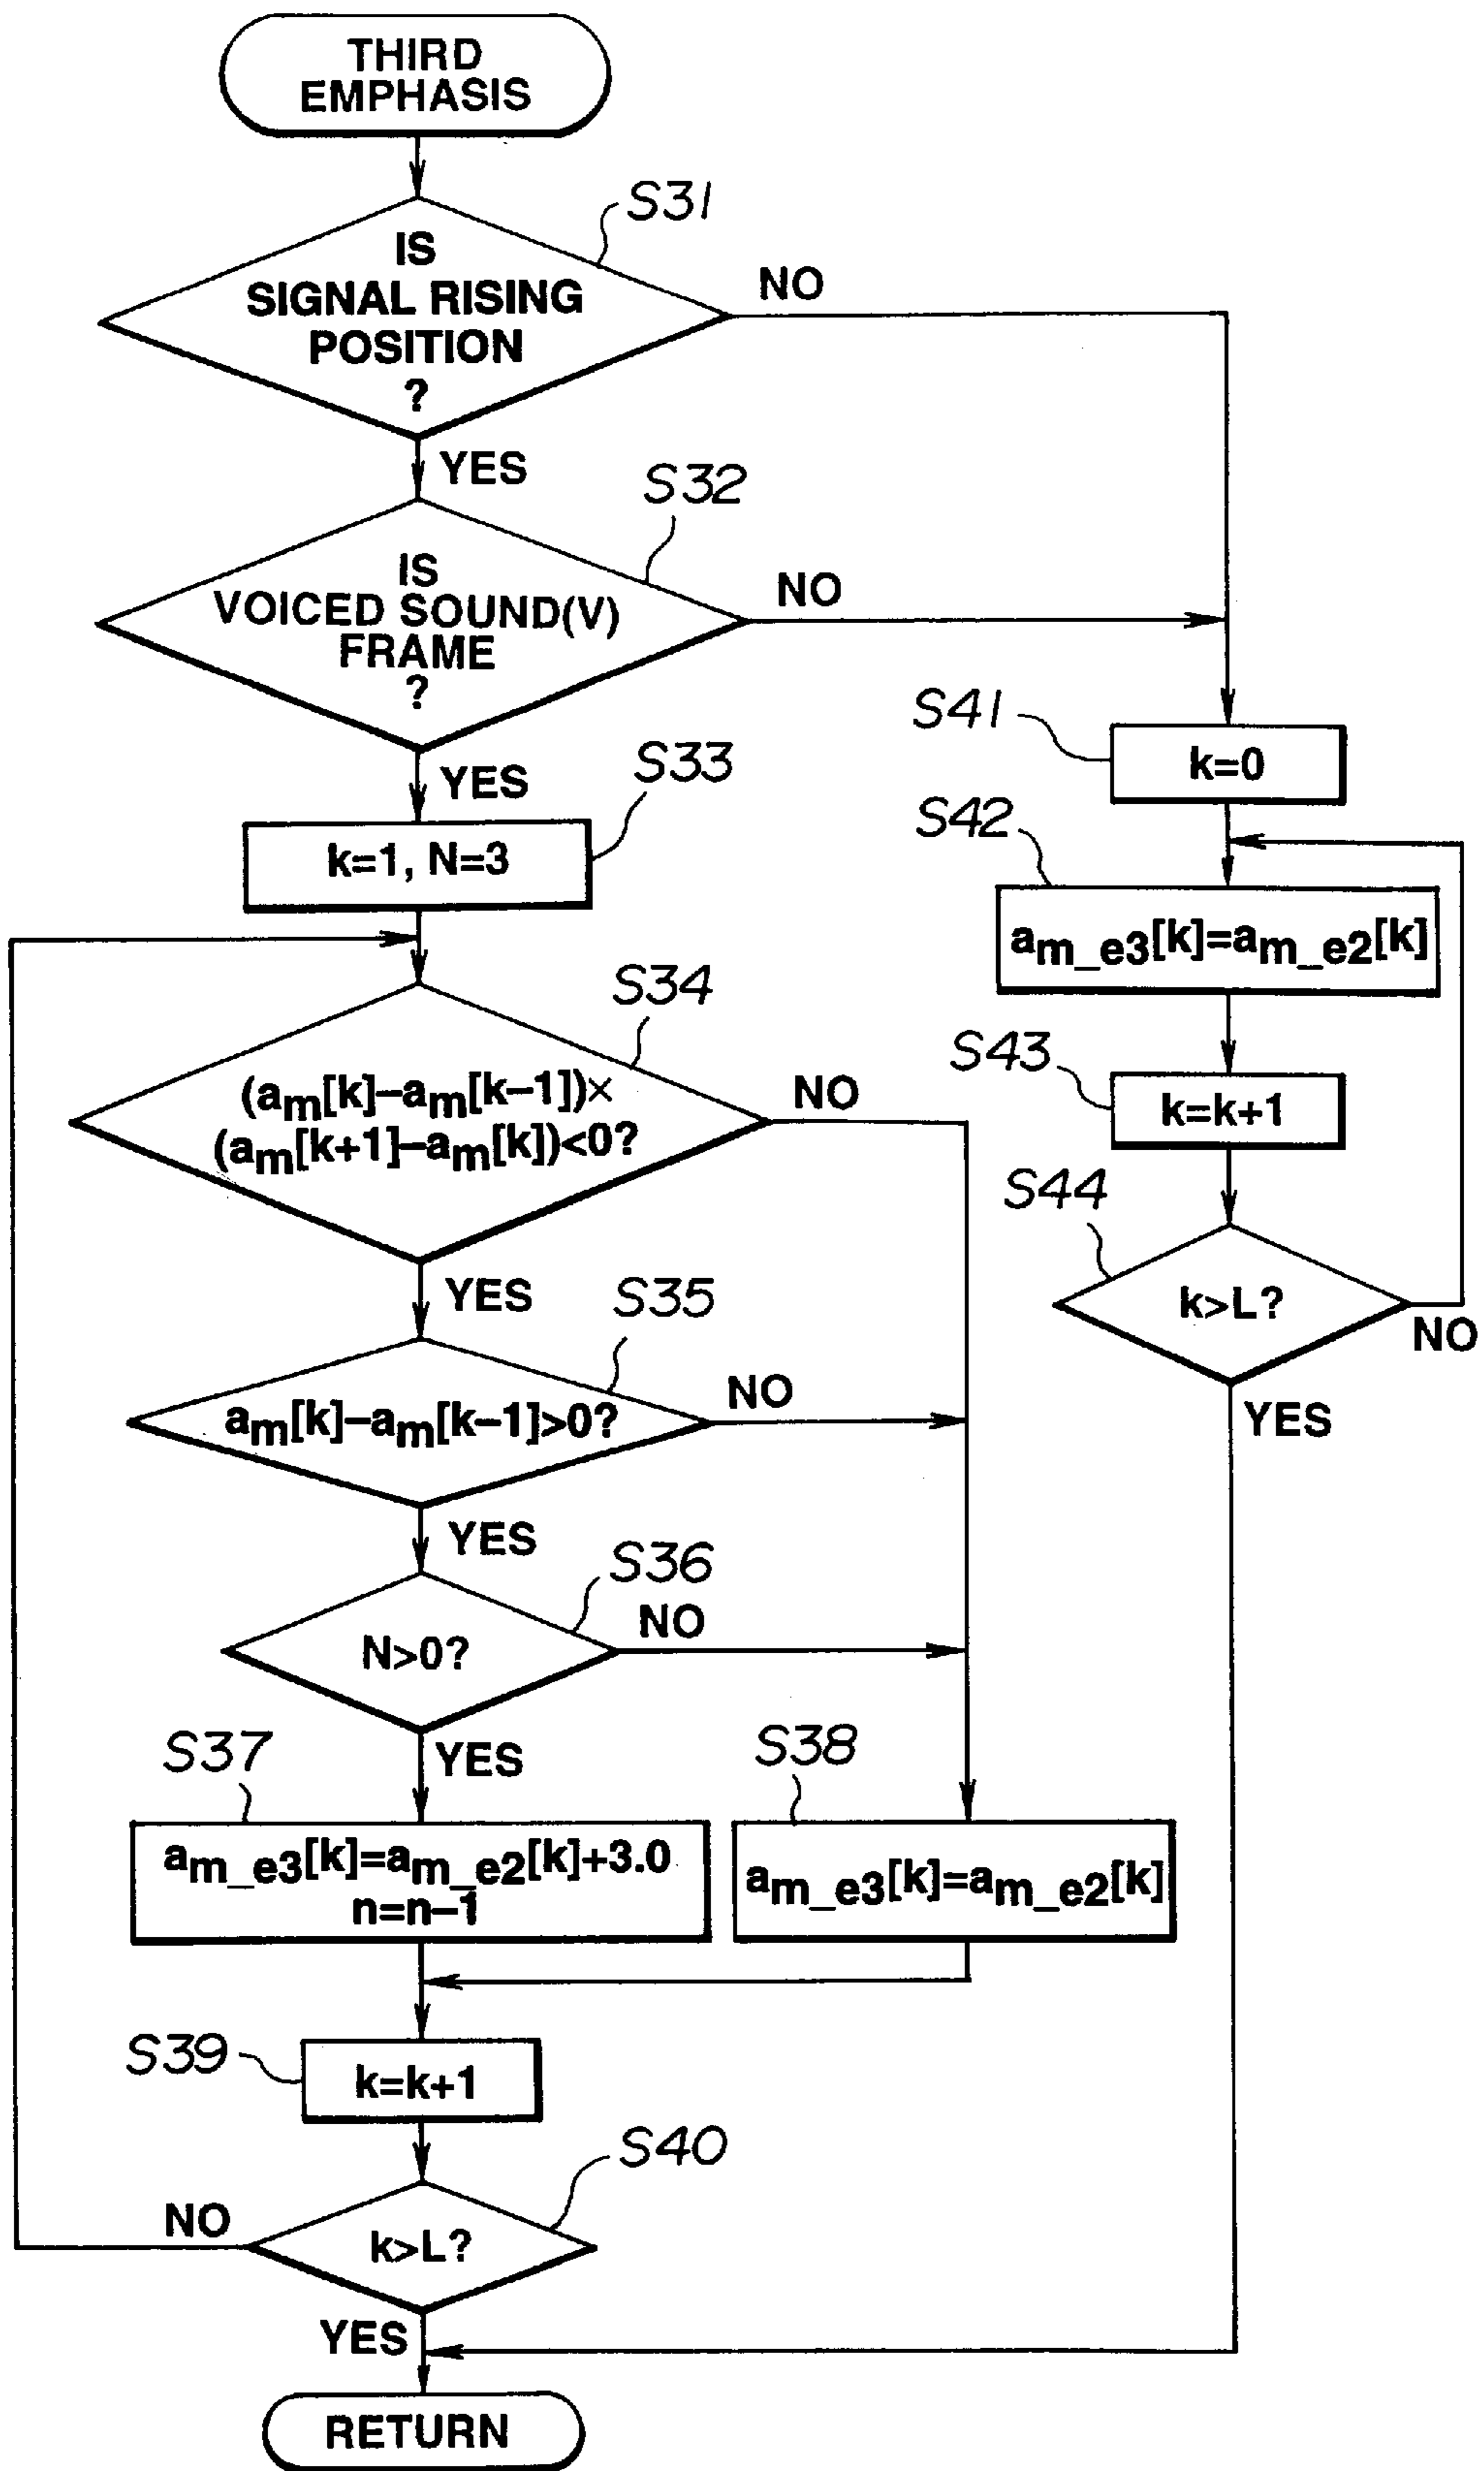 THIRD
EMPHASIS
S31
IS
SIGNAL RISING
POSITION
?
NO
YES
S32
IS
VOICED SOUND(V)
FRAME
?
NO
YES
S33
k=1, N=3
S34
(am[k]–am[k–1])×
(am[k+1]–am[k])<0?
NO
YES
S35
am[k]–am[k–1]>0?
NO
YES
S36
N>0?
NO
YES
S37
am_e3[k]=am_e2[k]+3.0
n=n–1
S38
am_e3[k]=am_e2[k]
S39
k=k+1
S40
k>L?
NO
YES
S41
k=0
S42
am_e3[k]=am_e2[k]
S43
k=k+1
S44
k>L?
NO
YES
RETURN